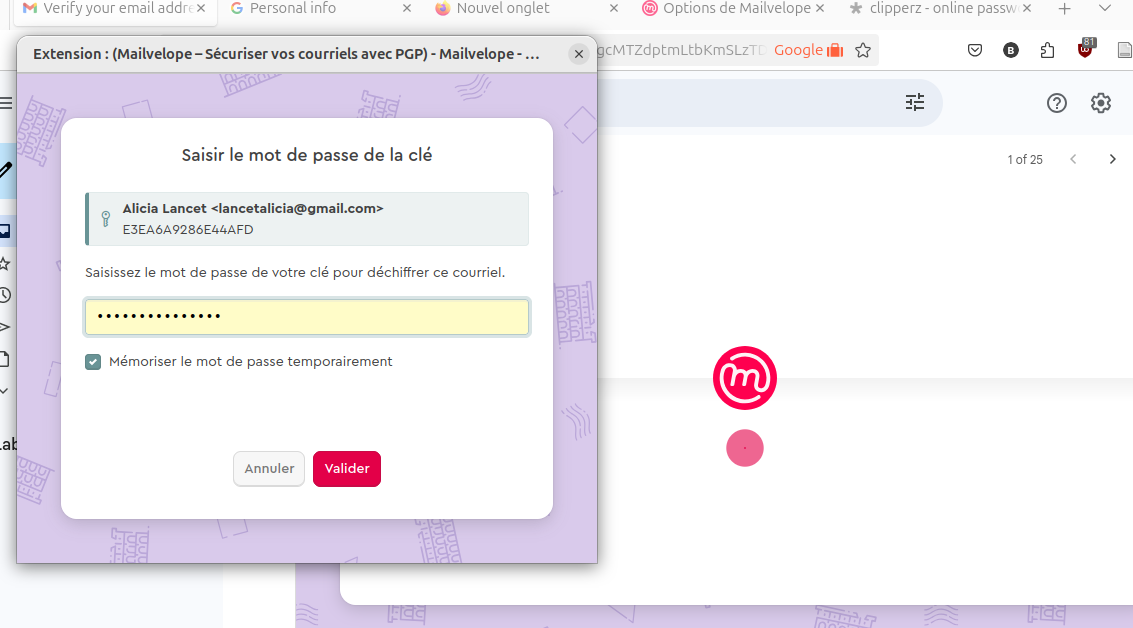 Verify your email addre
Personal info
Nouvel onglet
Options de Mailvelope
clipperz - online passw
Extension : (Mailvelope – Sécuriser vos courriels avec PGP) - Mailvelope - ...
gcMTZdptmLtbKmSLzTD
Google
B
81
Saisir le mot de passe de la clé
1 of 25
Alicia Lancet <lancetalicia@gmail.com>
E3EA6A9286E44AFD
Saisissez le mot de passe de votre clé pour déchiffrer ce courriel.
•••••••••••••••
Mémoriser le mot de passe temporairement
m
Lab
Annuler
Valider